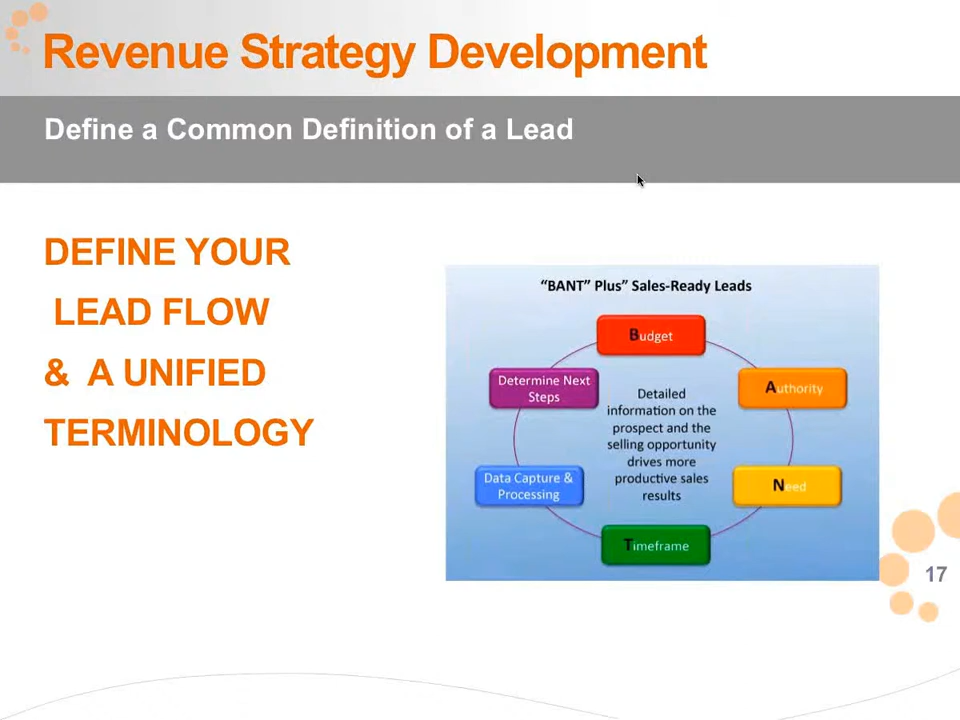 Revenue Strategy Development
Define a Common Definition of a Lead
DEFINE YOUR
LEAD FLOW
& A UNIFIED
TERMINOLOGY
“BANT” Plus” Sales-Ready Leads
Budget
Authority
Need
Timeframe
Data Capture &
Processing
Determine Next
Steps
Detailed
information on the
prospect and the
selling opportunity
drives more
productive sales
results
17